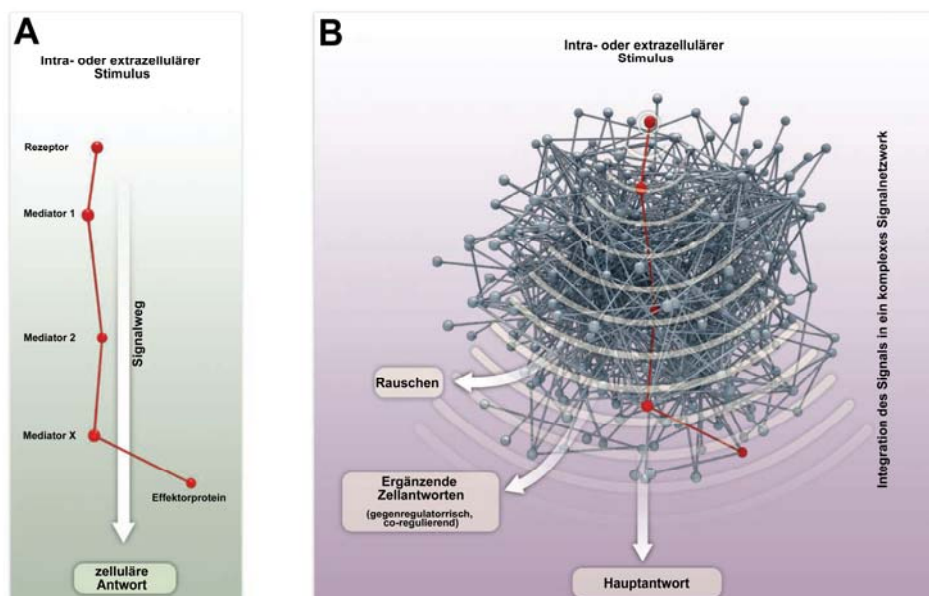 A
Intra- oder extrazellulärer
Stimulus
Rezeptor
Mediator 1
Mediator 2
Mediator X
Effektorprotein
Signalweg
zelluläre
Antwort
B
Intra- oder extrazellulärer
Stimulus
Rauschen
Ergänzende
Zellantworten
(gegenregulatorrisch,
co-regulierend)
Hauptantwort
Integration des Signals in ein komplexes Signalnetzwerk